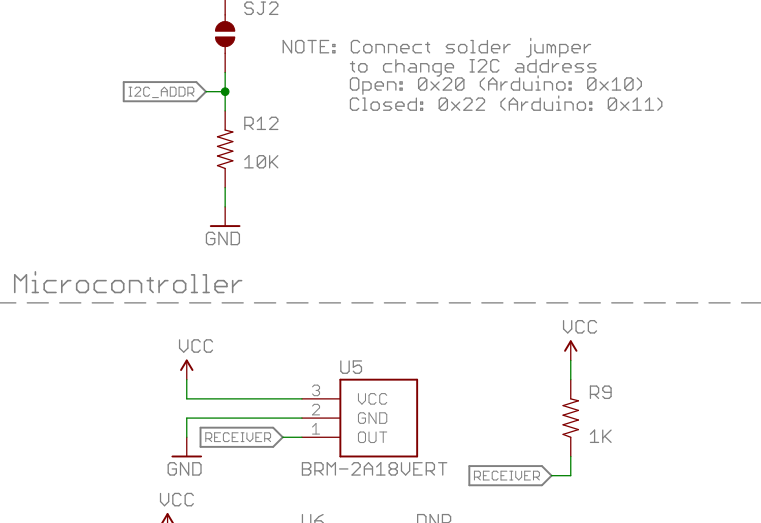 SJ2
NOTE: Connect solder jumper
to change I2C address
Open: 0x20 (Arduino: 0x10)
Closed: 0x22 (Arduino: 0x11)
I2C_ADDR
R12
10K
GND
Microcontroller
VCC
VCC
U5
R9
3
VCC
2
GND
1
OUT
RECEIVER
1K
GND
BRM-2A18VERT
RECEIVER
VCC
U6
DNP